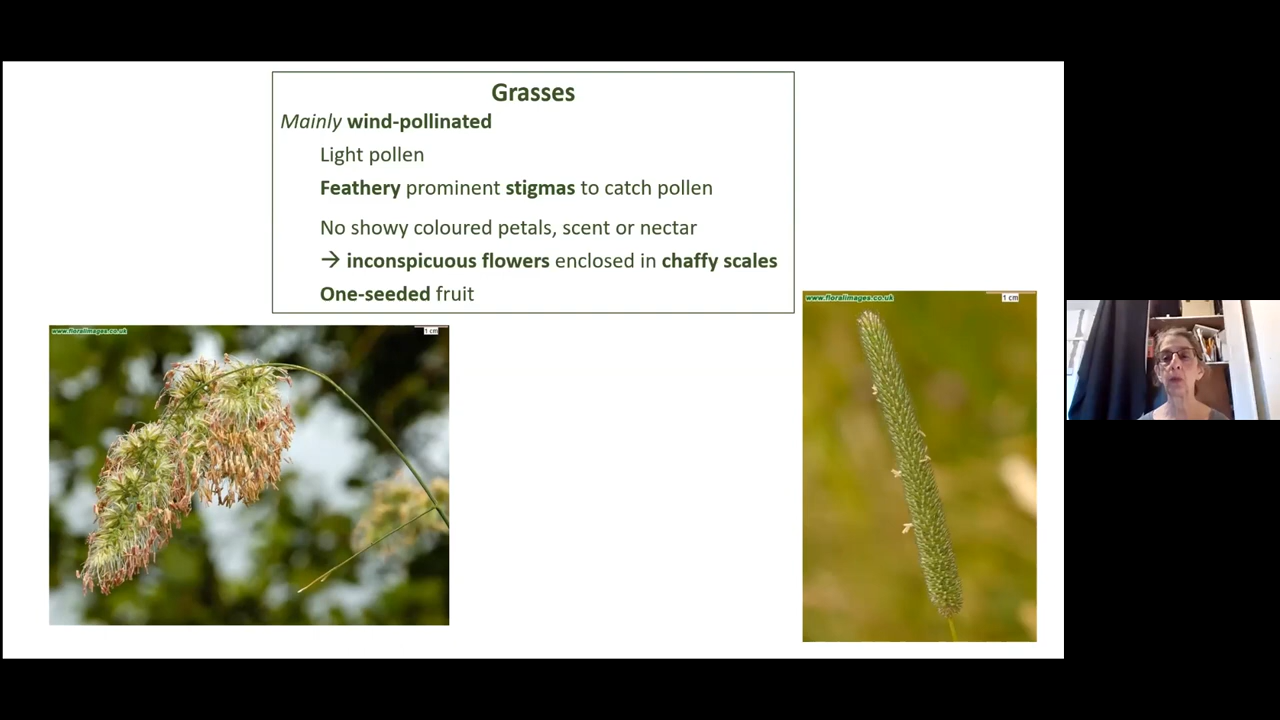 Grasses
Mainly wind-pollinated
Light pollen
Feathery prominent stigmas to catch pollen
No showy coloured petals, scent or nectar
→ inconspicuous flowers enclosed in chaffy scales
One-seeded fruit
www.floralimages.co.uk
1 cm
www.floralimages.co.uk
1 cm